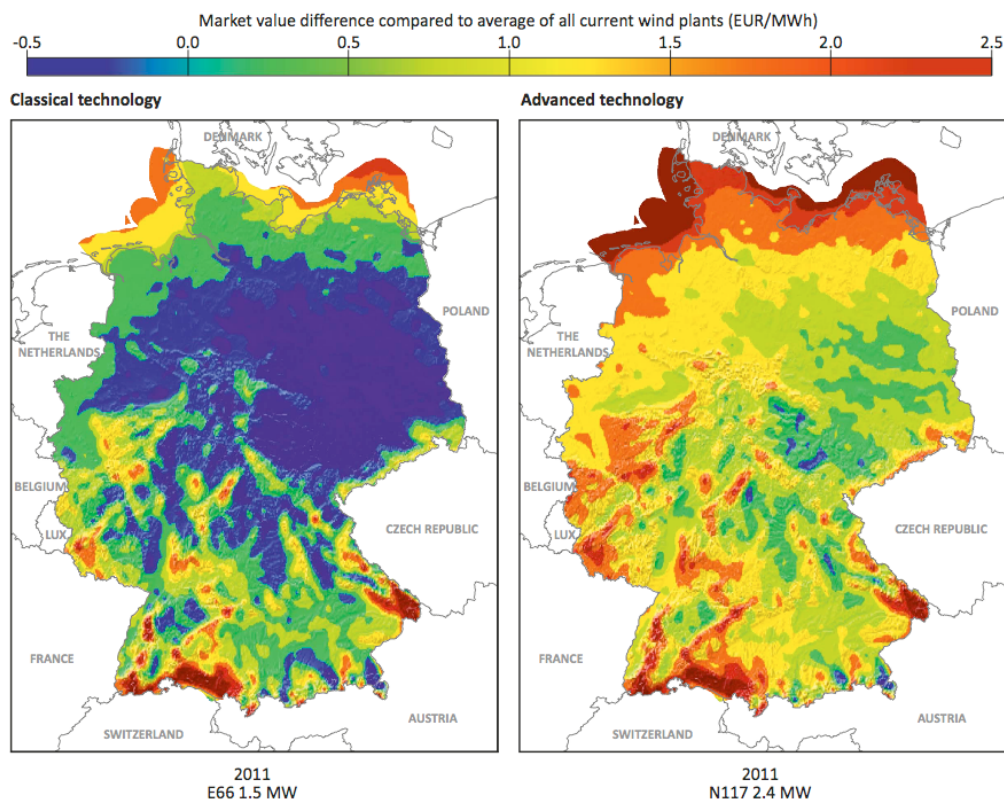 Market value difference compared to average of all current wind plants (EUR/MWh)
-0.5 0.0 0.5 1.0 1.5 2.0 2.5
Classical technology
DENMARK
THE
NETHERLANDS
POLAND
BELGIUM
LUX.
CZECH REPUBLIC
FRANCE
SWITZERLAND
AUSTRIA
2011
E66 1.5 MW
Advanced technology
DENMARK
THE
NETHERLANDS
POLAND
BELGIUM
LUX.
CZECH REPUBLIC
FRANCE
SWITZERLAND
AUSTRIA
2011
N117 2.4 MW